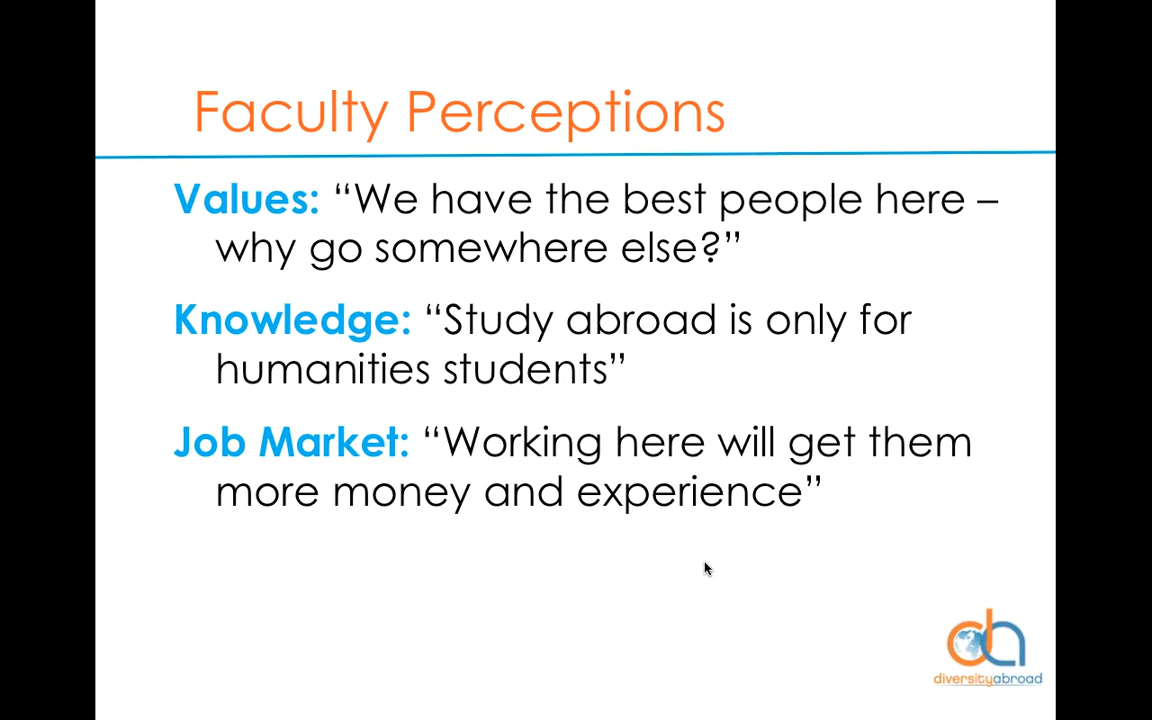 Faculty Perceptions
Values: “We have the best people here –
why go somewhere else?”
Knowledge: “Study abroad is only for
humanities students”
Job Market: “Working here will get them
more money and experience”
da
diversityabroad